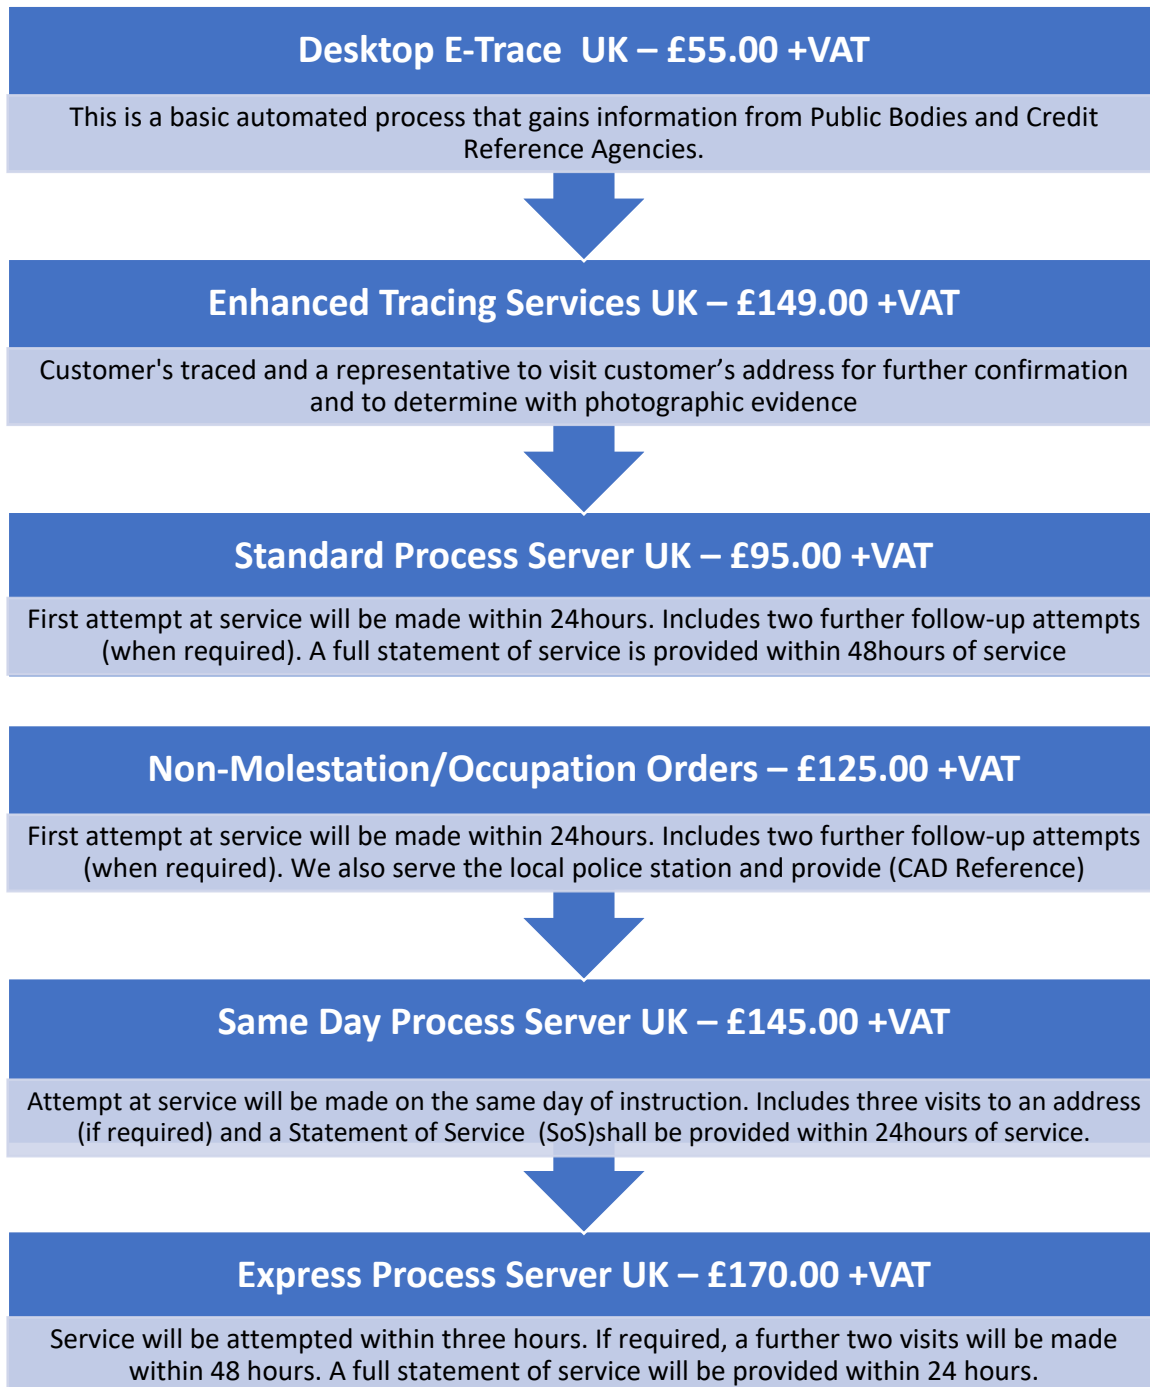 Desktop E-Trace  UK – £55.00 +VAT
This is a basic automated process that gains information from Public Bodies and Credit
Reference Agencies.
Enhanced Tracing Services UK – £149.00 +VAT
Customer's traced and a representative to visit customer’s address for further confirmation
and to determine with photographic evidence
Standard Process Server UK – £95.00 +VAT
First attempt at service will be made within 24hours. Includes two further follow-up attempts
(when required). A full statement of service is provided within 48hours of service
Non-Molestation/Occupation Orders – £125.00 +VAT
First attempt at service will be made within 24hours. Includes two further follow-up attempts
(when required). We also serve the local police station and provide (CAD Reference)
Same Day Process Server UK – £145.00 +VAT
Attempt at service will be made on the same day of instruction. Includes three visits to an address
(if required) and a Statement of Service  (SoS)shall be provided within 24hours of service.
Express Process Server UK – £170.00 +VAT
Service will be attempted within three hours. If required, a further two visits will be made
within 48 hours. A full statement of service will be provided within 24 hours.